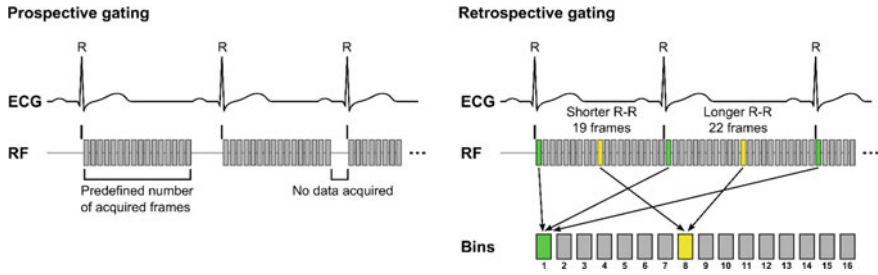 Prospective gating
R R R
ECG
RF
Predefined number
of acquired frames
No data acquired
Retrospective gating
R R R
ECG
Shorter R-R
19 frames
Longer R-R
22 frames
RF
Bins
1 2 3 4 5 6 7 8 9 10 11 12 13 14 15 16